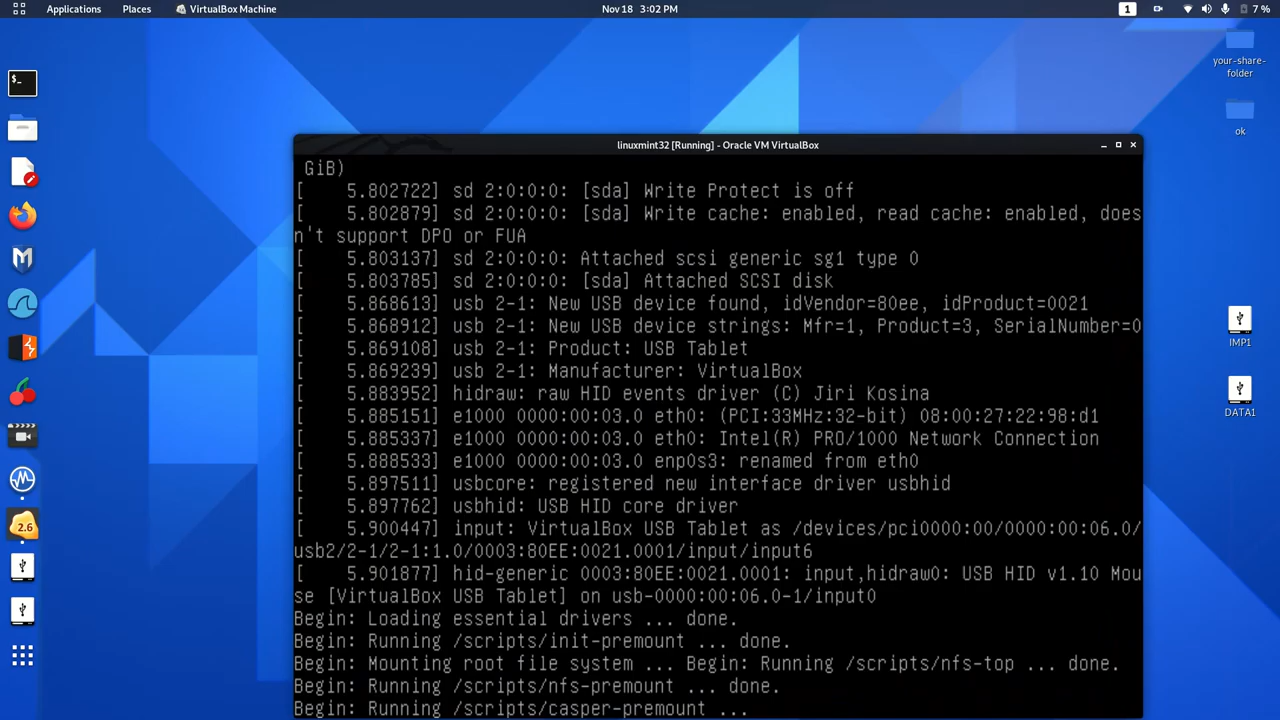 Applications Places VirtualBox Machine Nov 18 3:02 PM 1 7 %
$_
your-share-folder
ok
IMP1
DATA1
2.6
linuxmint32 [Running] - Oracle VM VirtualBox
GiB)
[    5.802722] sd 2:0:0:0: [sda] Write Protect is off
[    5.802879] sd 2:0:0:0: [sda] Write cache: enabled, read cache: enabled, does
n't support DPO or FUA
[    5.803137] sd 2:0:0:0: Attached scsi generic sg1 type 0
[    5.803785] sd 2:0:0:0: [sda] Attached SCSI disk
[    5.868613] usb 2-1: New USB device found, idVendor=80ee, idProduct=0021
[    5.868912] usb 2-1: New USB device strings: Mfr=1, Product=3, SerialNumber=0
[    5.869108] usb 2-1: Product: USB Tablet
[    5.869239] usb 2-1: Manufacturer: VirtualBox
[    5.883952] hidraw: raw HID events driver (C) Jiri Kosina
[    5.885151] e1000 0000:00:03.0 eth0: (PCI:33MHz:32-bit) 08:00:27:22:98:d1
[    5.885337] e1000 0000:00:03.0 eth0: Intel(R) PRO/1000 Network Connection
[    5.888533] e1000 0000:00:03.0 enp0s3: renamed from eth0
[    5.897511] usbcore: registered new interface driver usbhid
[    5.897762] usbhid: USB HID core driver
[    5.900447] input: VirtualBox USB Tablet as /devices/pci0000:00/0000:00:06.0/
usb2/2-1/2-1:1.0/0003:80EE:0021.0001/input/input6
[    5.901877] hid-generic 0003:80EE:0021.0001: input,hidraw0: USB HID v1.10 Mou
se [VirtualBox USB Tablet] on usb-0000:00:06.0-1/input0
Begin: Loading essential drivers ... done.
Begin: Running /scripts/init-premount ... done.
Begin: Mounting root file system ... Begin: Running /scripts/nfs-top ... done.
Begin: Running /scripts/nfs-premount ... done.
Begin: Running /scripts/casper-premount ...